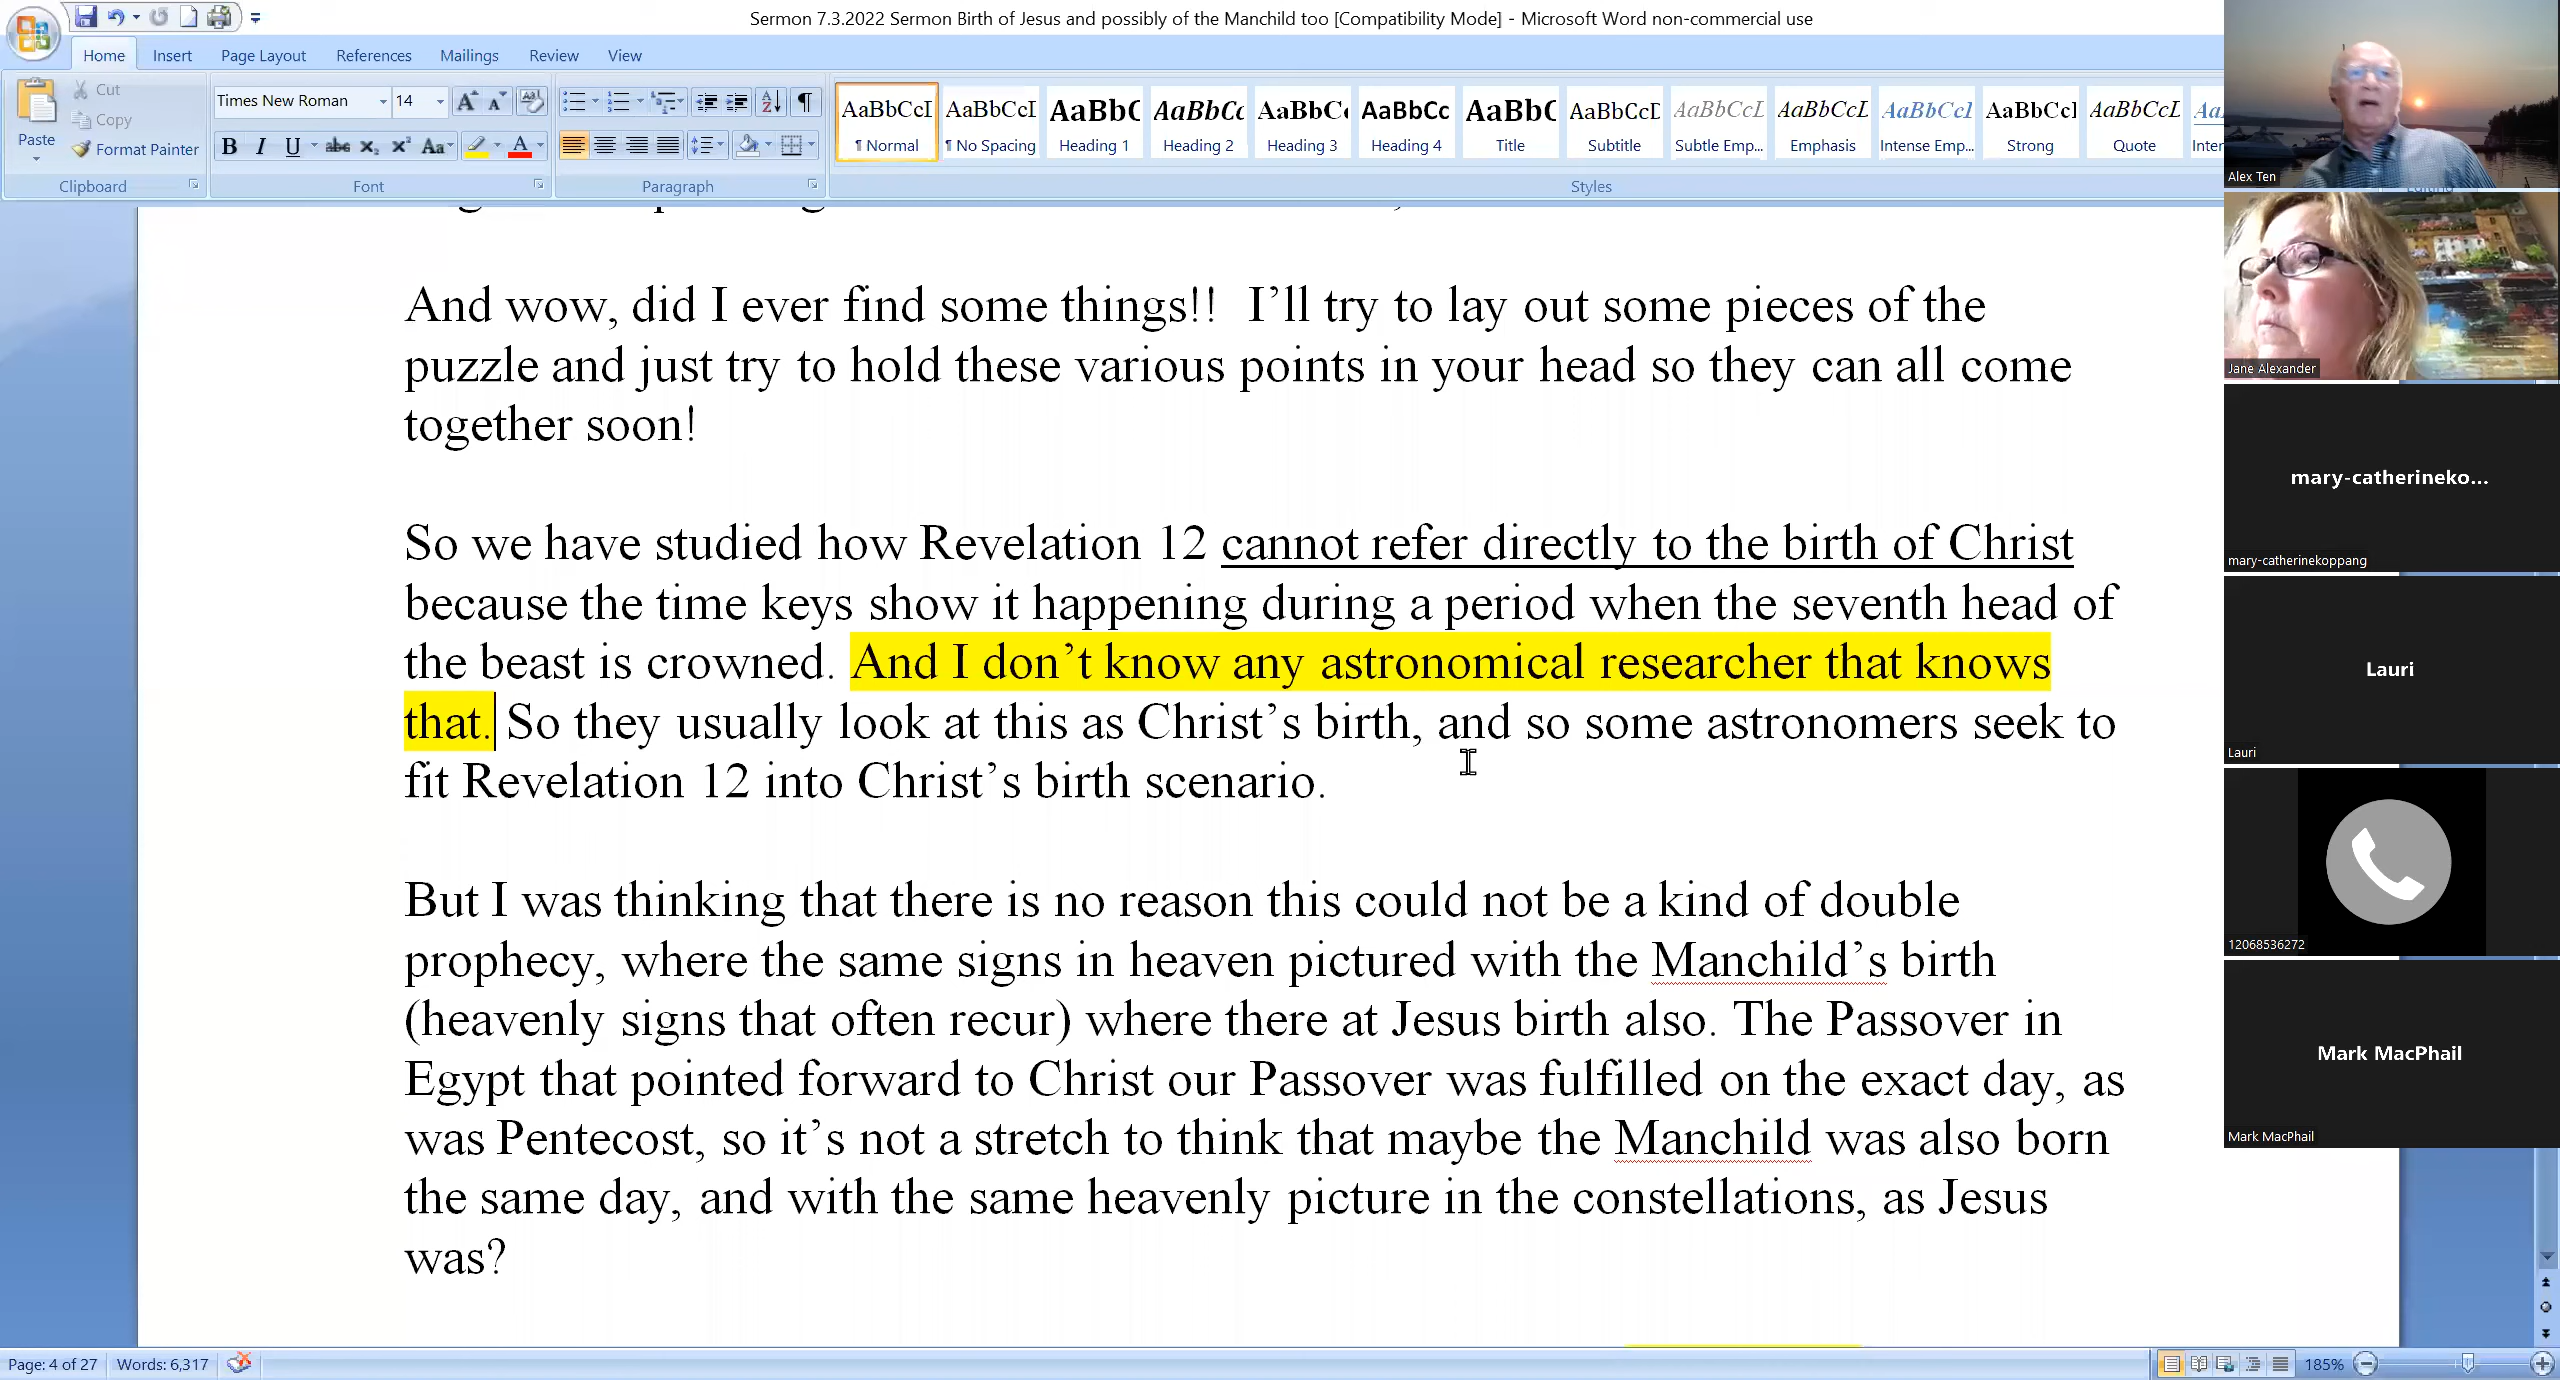 Sermon 7.3.2022 Sermon Birth of Jesus and possibly of the Manchild too [Compatibility Mode] - Microsoft Word non-commercial use
Home Insert Page Layout References Mailings Review View
Cut
Copy
Paste
Format Painter
Clipboard
Times New Roman 14
B I U abc X₂ X² Aa A
Font
Paragraph
AaBbCcI AaBbCcI AaBbC AaBbCc AaBbCc AaBbCc AaBbC AaBbCcI AaBbCcL AaBbCcL AaBbCcI AaBbCcI AaBbCcL
¶ Normal ¶ No Spacing Heading 1 Heading 2 Heading 3 Heading 4 Title Subtitle Subtle Emp... Emphasis Intense Emp... Strong Quote
Styles
And wow, did I ever find some things!! I’ll try to lay out some pieces of the
puzzle and just try to hold these various points in your head so they can all come
together soon!
So we have studied how Revelation 12 cannot refer directly to the birth of Christ
because the time keys show it happening during a period when the seventh head of
the beast is crowned. And I don’t know any astronomical researcher that knows
that. So they usually look at this as Christ’s birth, and so some astronomers seek to
fit Revelation 12 into Christ’s birth scenario.
But I was thinking that there is no reason this could not be a kind of double
prophecy, where the same signs in heaven pictured with the Manchild’s birth
(heavenly signs that often recur) where there at Jesus birth also. The Passover in
Egypt that pointed forward to Christ our Passover was fulfilled on the exact day, as
was Pentecost, so it’s not a stretch to think that maybe the Manchild was also born
the same day, and with the same heavenly picture in the constellations, as Jesus
was?
Page: 4 of 27 Words: 6,317
185%
Alex Ten
Jane Alexander
mary-catherineko...
mary-catherinekoppang
Lauri
Lauri
12068536272
Mark MacPhail
Mark MacPhail